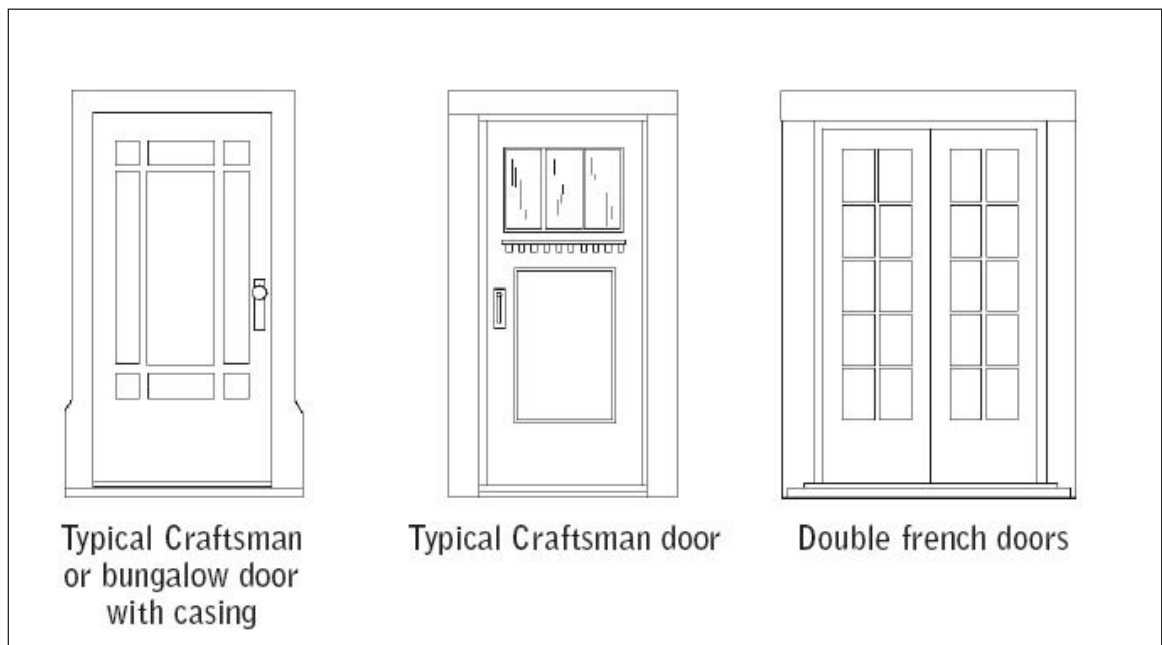 Typical Craftsman
or bungalow door
with casing
Typical Craftsman door
Double french doors